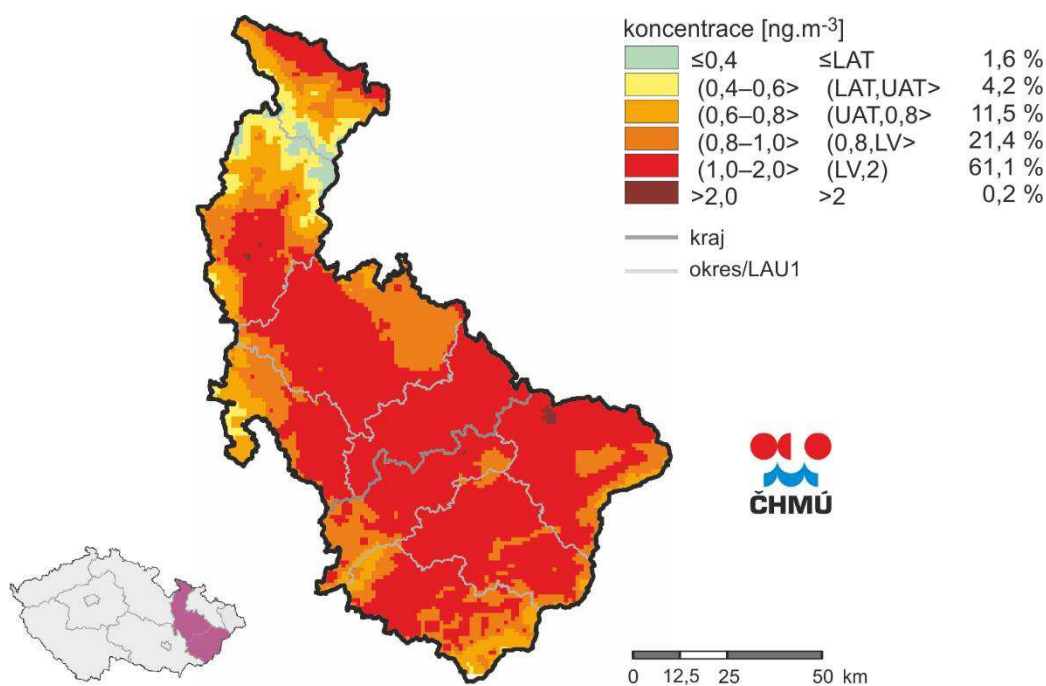 koncentrace [ng.m-3]
≤0,4 ≤LAT 1,6 %
(0,4–0,6> (LAT,UAT> 4,2 %
(0,6–0,8> (UAT,0,8> 11,5 %
(0,8–1,0> (0,8,LV> 21,4 %
(1,0–2,0> (LV,2) 61,1 %
>2,0 >2 0,2 %
kraj
okres/LAU1
ČHMÚ
0 12,5 25 50 km